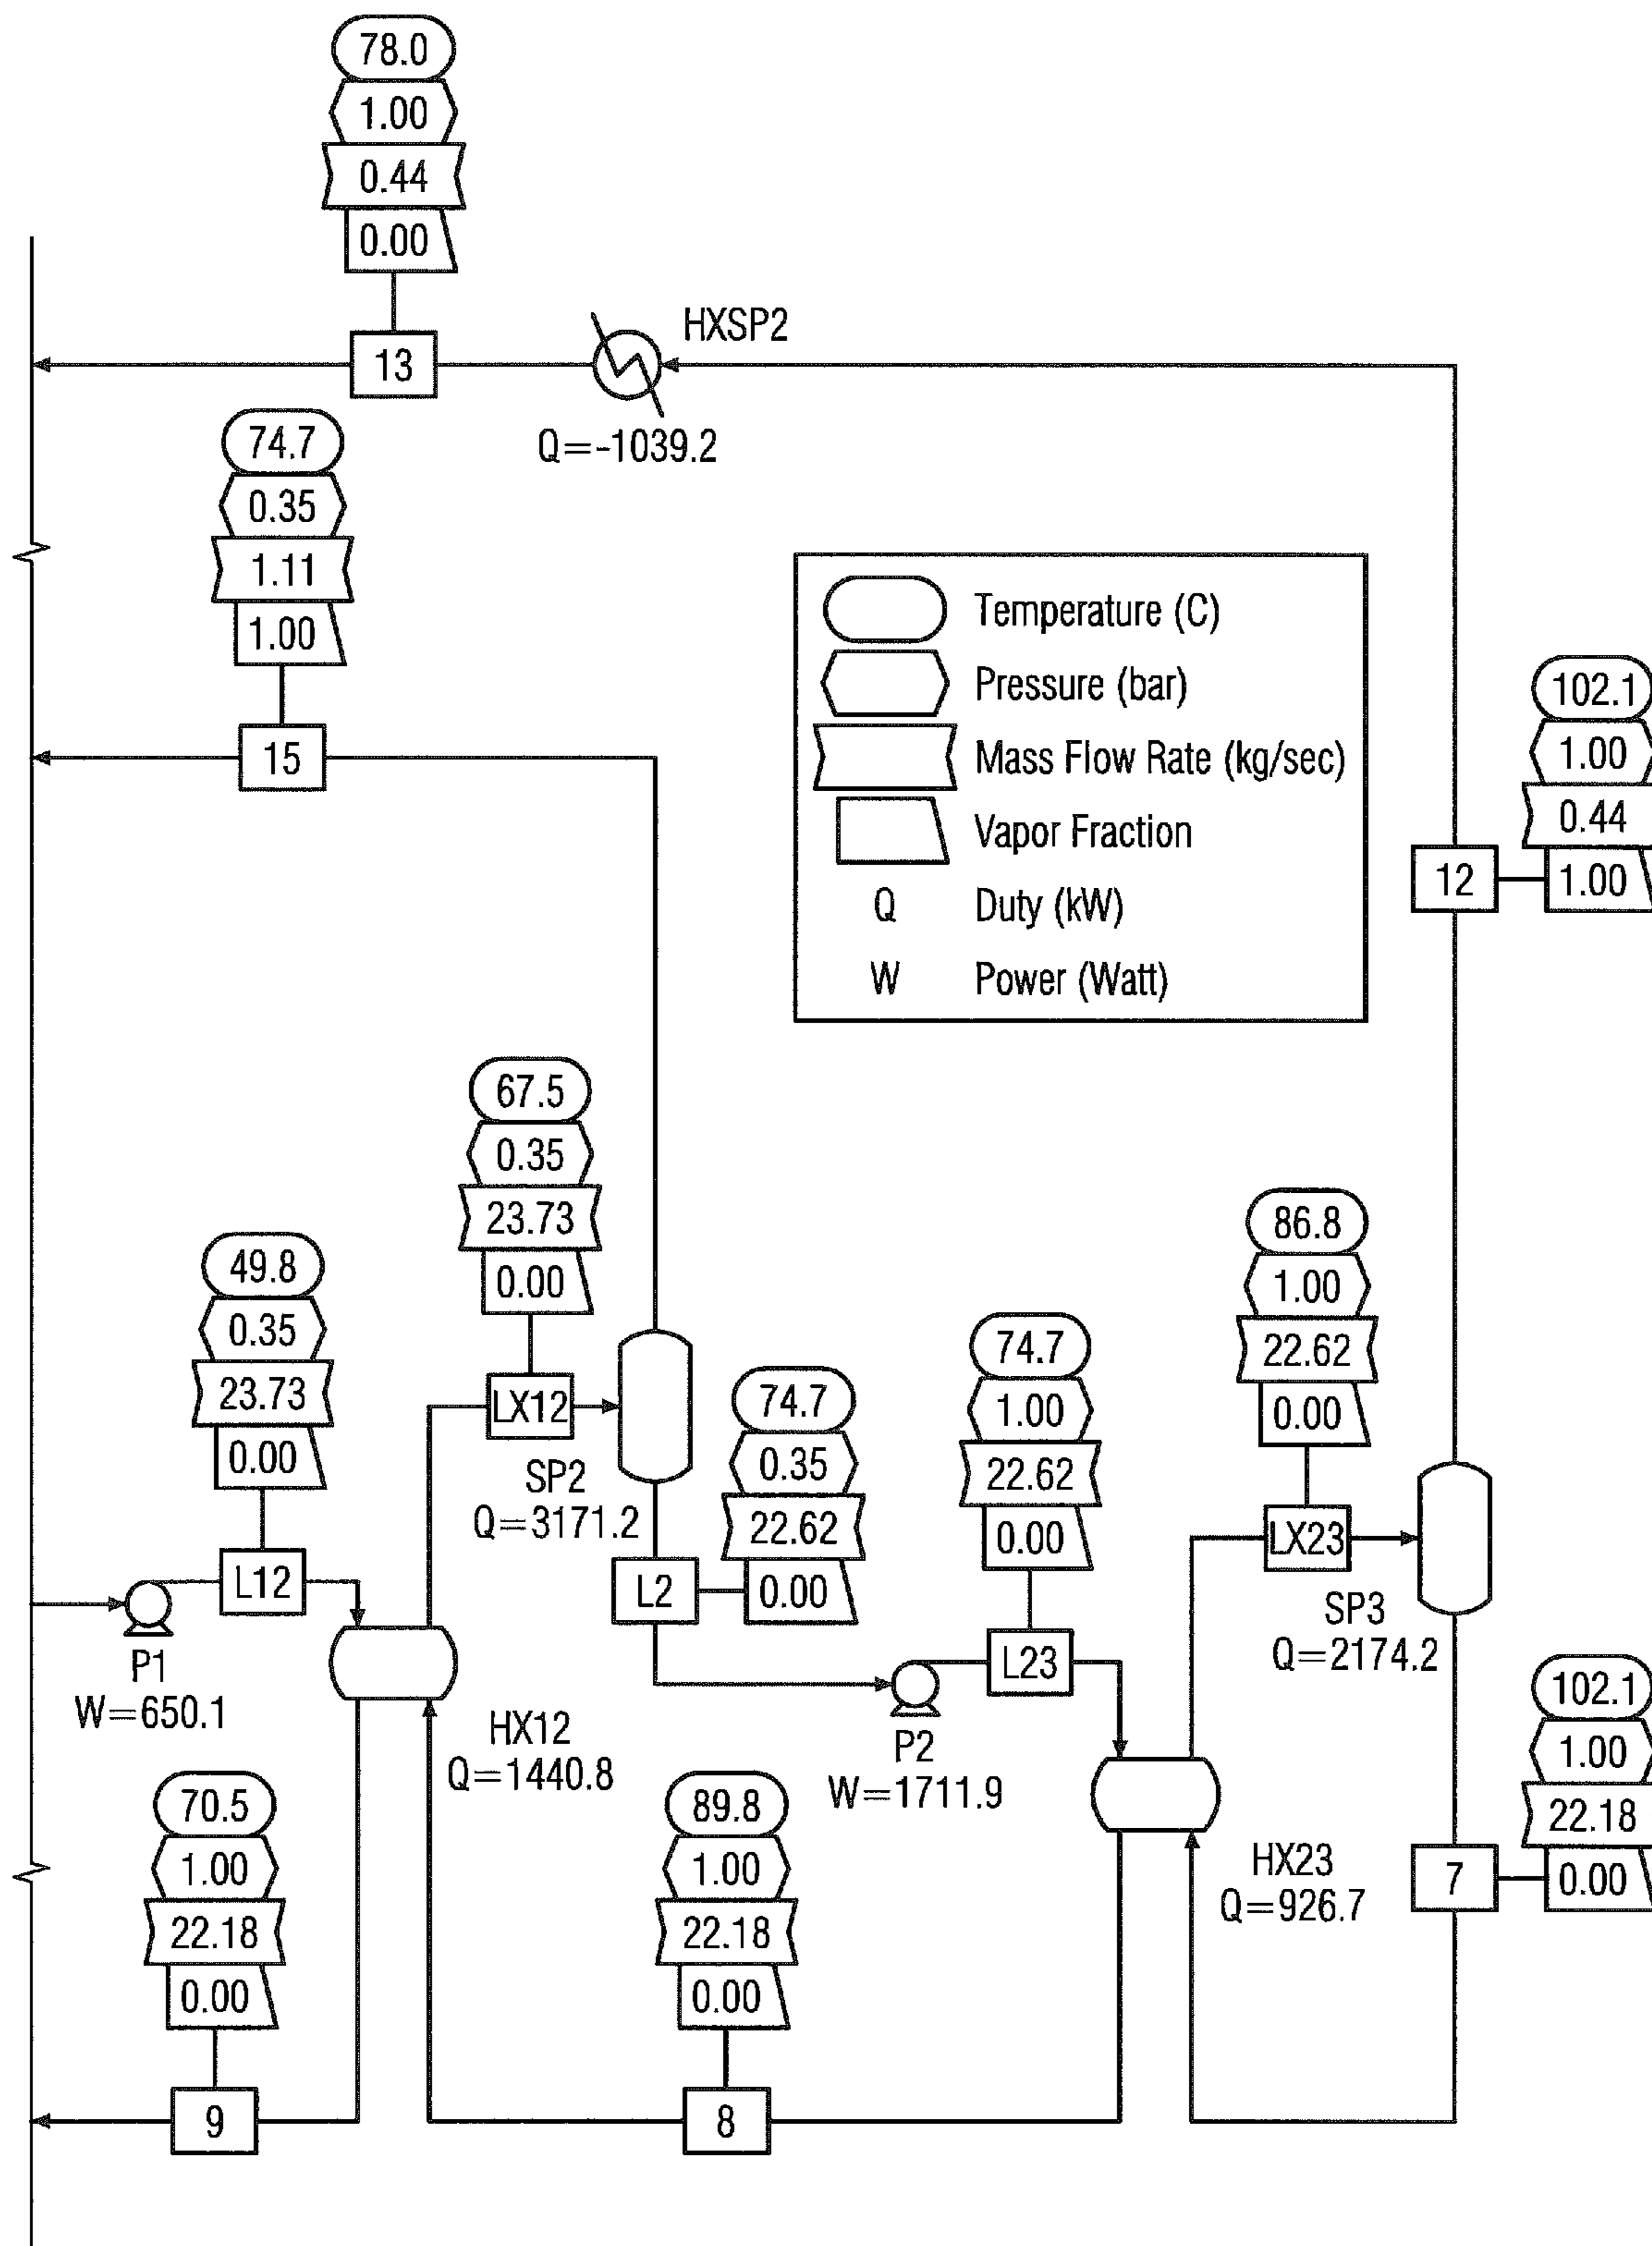 78.0
1.00
0.44
0.00
13
HXSP2
Q=-1039.2
74.7
0.35
1.11
1.00
15
Temperature (C)
Pressure (bar)
Mass Flow Rate (kg/sec)
Vapor Fraction
Q Duty (kW)
W Power (Watt)
102.1
1.00
0.44
1.00
12
67.5
0.35
23.73
0.00
LX12
SP2
Q=3171.2
49.8
0.35
23.73
0.00
L12
P1
W=650.1
HX12
Q=1440.8
74.7
0.35
22.62
0.00
L2
74.7
1.00
22.62
0.00
L23
P2
W=1711.9
86.8
1.00
22.62
0.00
LX23
SP3
Q=2174.2
HX23
Q=926.7
102.1
1.00
22.18
0.00
7
70.5
1.00
22.18
0.00
9
89.8
1.00
22.18
0.00
8